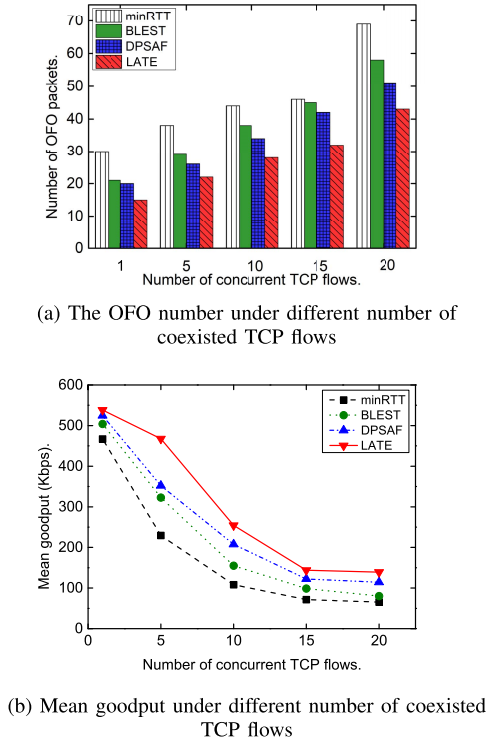 70
60
50
40
30
20
10
0
Number of OFO packets.
minRTT
BLEST
DPSAF
LATE
1 5 10 15 20
Number of concurrent TCP flows.
(a) The OFO number under different number of
coexisted TCP flows
600
500
400
300
200
100
0
Mean goodput (Kbps).
minRTT
BLEST
DPSAF
LATE
0 5 10 15 20
Number of concurrent TCP flows.
(b) Mean goodput under different number of coexisted
TCP flows